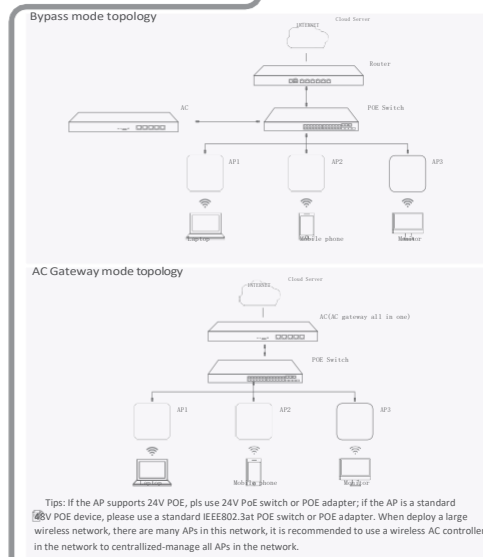 Bypass mode topology
INTERNET
Cloud Server
Router
AC
POE Switch
AP1
AP2
AP3
Laptop
Mobile phone
Monitor
AC Gateway mode topology
INTERNET
Cloud Server
AC(AC gateway all in one)
POE Switch
AP1
AP2
AP3
Laptop
Mobile phone
Monitor
Tips: If the AP supports 24V POE, pls use 24V PoE switch or POE adapter; if the AP is a standard
48V POE device, please use a standard IEEE802.3at POE switch or POE adapter. When deploy a large
wireless network, there are many APs in this network, it is recommended to use a wireless AC controller
in the network to centrallized-manage all APs in the network.